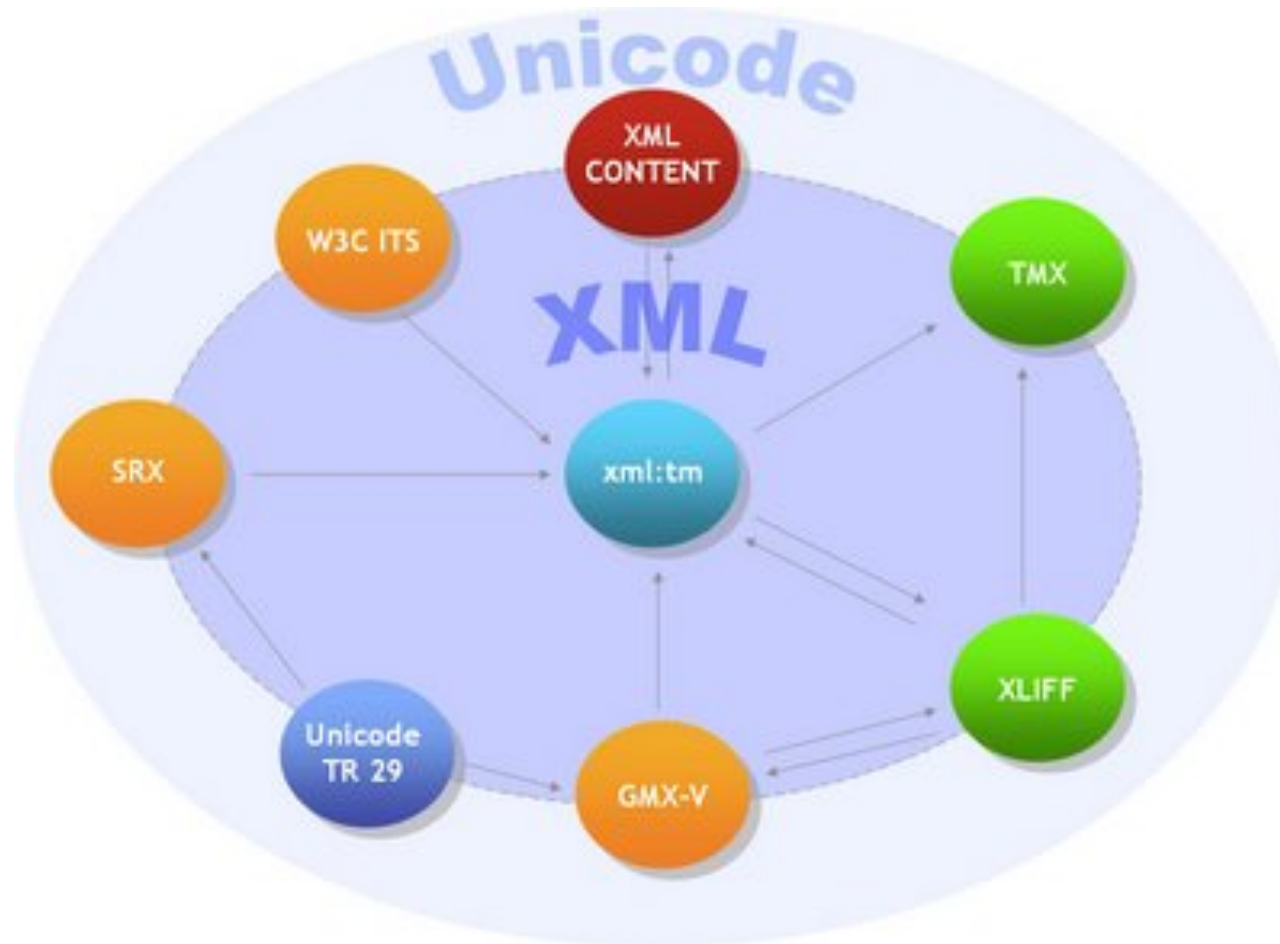 Unicode
XML
CONTENT
W3C ITS
TMX
XML
SRX
xml:tm
XLIFF
Unicode
TR 29
GMX-V